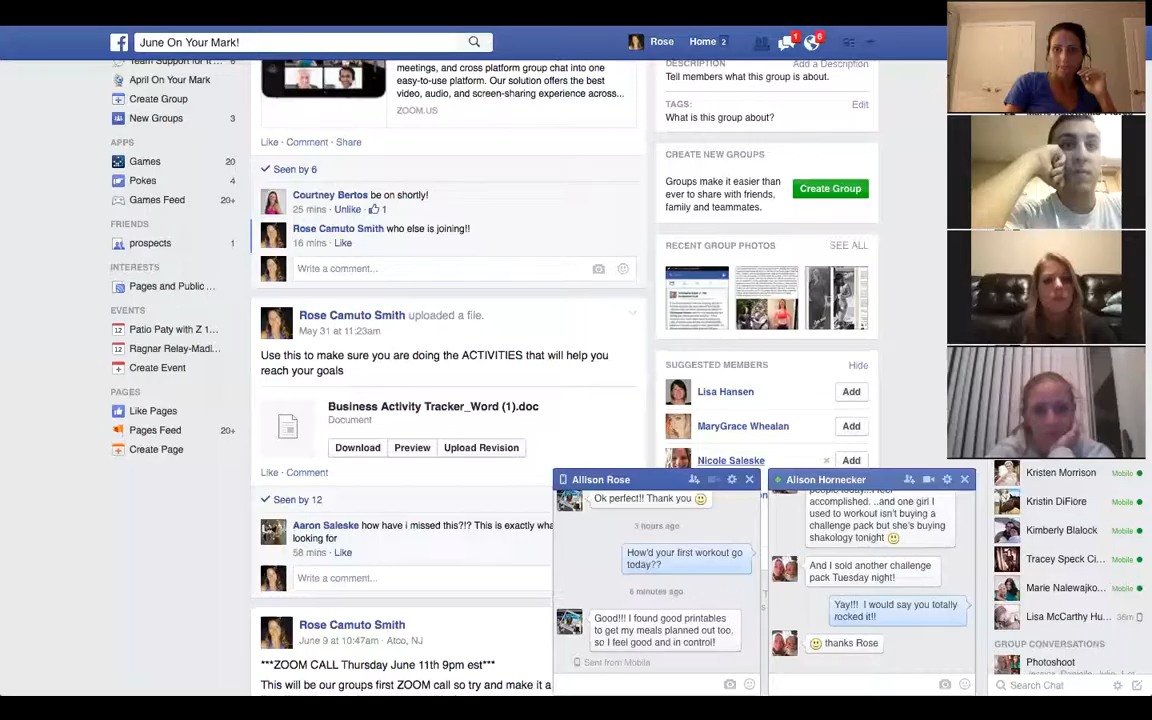 June On Your Mark!
Rose
Home 2
1
6
April On Your Mark
Create Group
New Groups 3
APPS
Games 20
Pokes 4
Games Feed 20+
FRIENDS
prospects 1
INTERESTS
Pages and Public ...
EVENTS
Patio Paty with Z 1...
Ragnar Relay-Madi...
Create Event
PAGES
Like Pages
Pages Feed 20+
Create Page
meetings, and cross platform group chat into one
easy-to-use platform. Our solution offers the best
video, audio, and screen-sharing experience across...
ZOOM.US
Like · Comment · Share
Seen by 6
Courtney Bertos be on shortly!
25 mins · Unlike · 1
Rose Camuto Smith who else is joining!!
16 mins · Like
Write a comment...
Rose Camuto Smith uploaded a file.
May 31 at 11:23am
Use this to make sure you are doing the ACTIVITIES that will help you
reach your goals
Business Activity Tracker_Word (1).doc
Document
Download Preview Upload Revision
Like · Comment
Seen by 12
Aaron Saleske how have i missed this?!? This is exactly wha
looking for
58 mins · Like
Write a comment...
Rose Camuto Smith
June 9 at 10:47am · Atco, NJ
***ZOOM CALL Thursday June 11th 9pm est***
This will be our groups first ZOOM call so try and make it a
DESCRIPTION Add a Description
Tell members what this group is about.
TAGS: Edit
What is this group about?
CREATE NEW GROUPS
Groups make it easier than
ever to share with friends,
family and teammates.
Create Group
RECENT GROUP PHOTOS SEE ALL
SUGGESTED MEMBERS Hide
Lisa Hansen Add
MaryGrace Whealan Add
Nicole Saleske × Add
Allison Rose
Ok perfect!! Thank you
3 hours ago
How'd your first workout go
today??
6 minutes ago
Good!!! I found good printables
to get my meals planned out too,
so I feel good and in control!
Sent from Mobile
Alison Hornecker
accomplished. ..and one girl I
used to workout isn't buying a
challenge pack but she's buying
shakology tonight
And I sold another challenge
pack Tuesday night!
Yay!!! I would say you totally
rocked it!!
thanks Rose
Kristen Morrison Mobile
Kristin DiFiore Mobile
Kimberly Blalock Mobile
Tracey Speck Ci... Mobile
Marie Nalewajko... Mobile
Lisa McCarthy Hu... 36m
GROUP CONVERSATIONS
Photoshoot
Search Chat